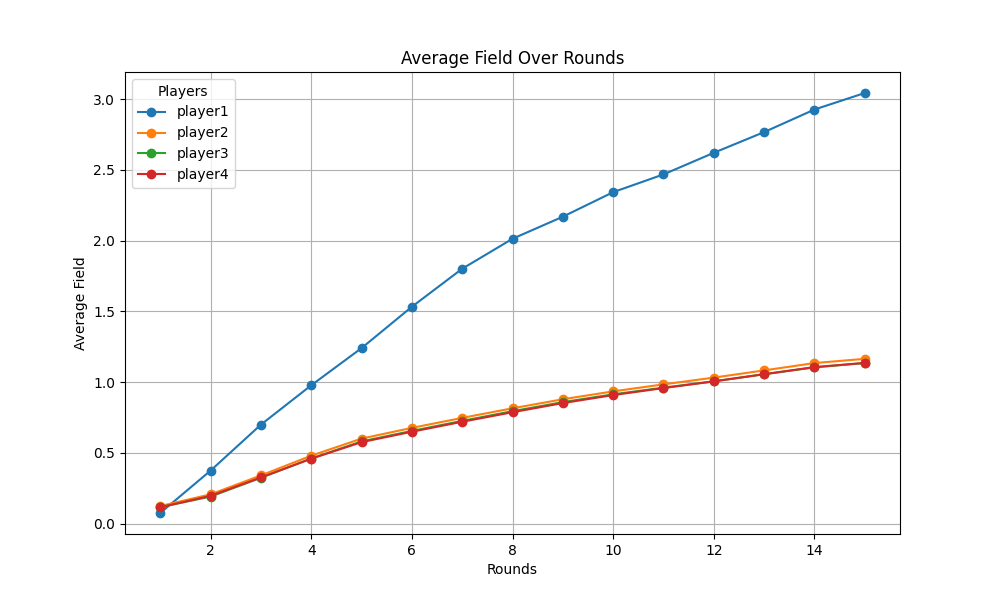 Average Field Over Rounds
Players
player1
player2
player3
player4
Average Field
3.0
2.5
2.0
1.5
1.0
0.5
0.0
2 4 6 8 10 12 14
Rounds